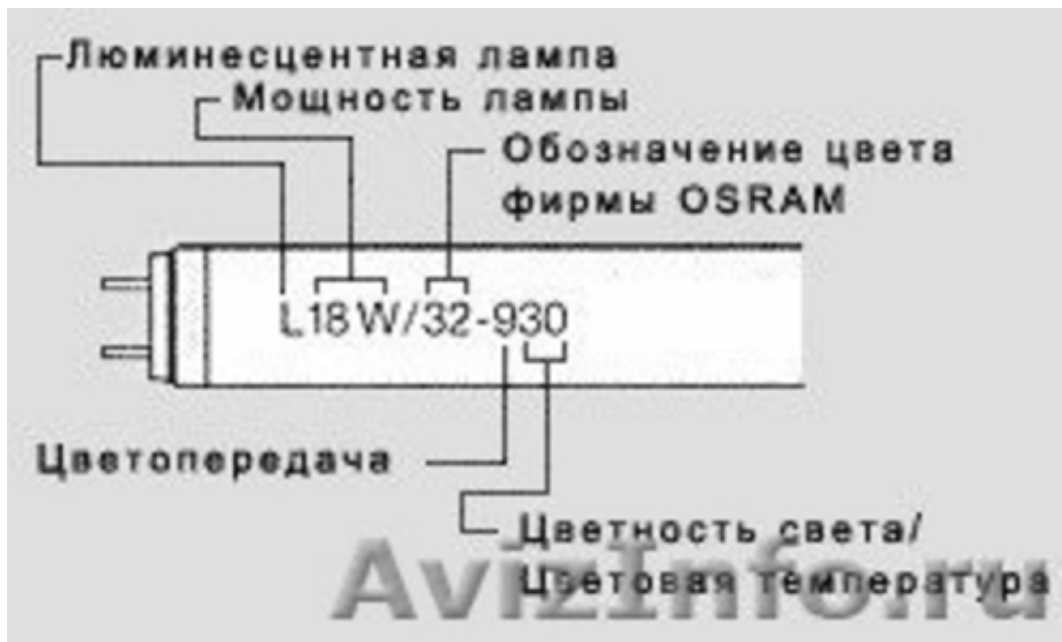 Люминесцентная лампа
Мощность лампы
Обозначение цвета
фирмы OSRAM
L18W/32-930
Цветопередача
Цветность света/
Цветовая температура
AvizInfo.ru